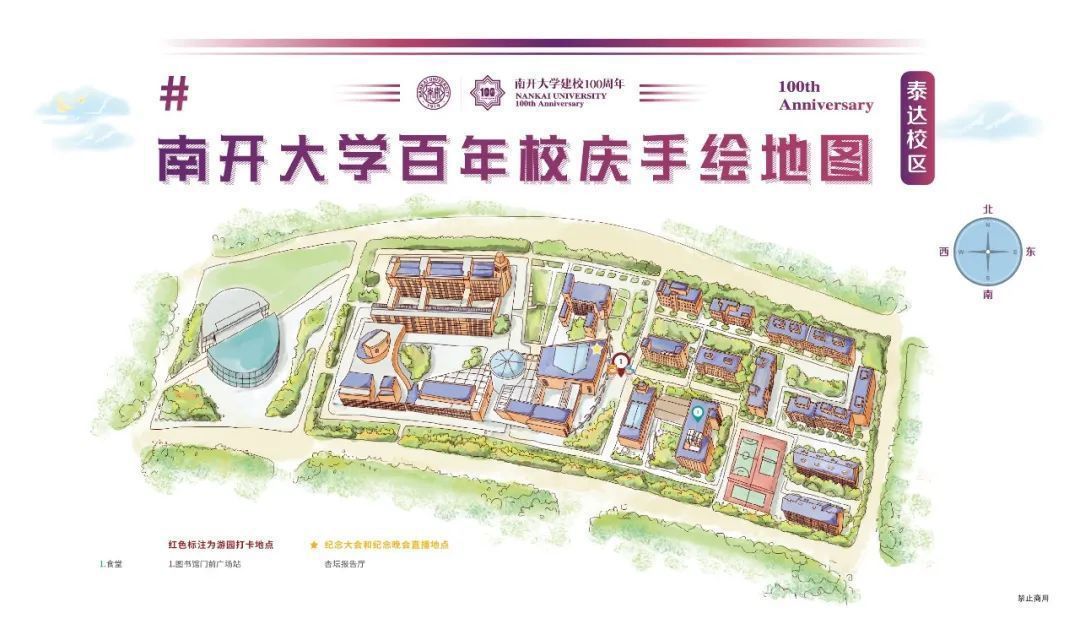 #
南开大学建校100周年
NANKAI UNIVERSITY
100th Anniversary
100th
Anniversary
泰达校区
南开大学百年校庆手绘地图
北
N
西
W
E
东
S
南
1
1
红色标注为游园打卡地点
★ 纪念大会和纪念晚会直播地点
1.食堂
1.图书馆门前广场站
杏坛报告厅
禁止商用